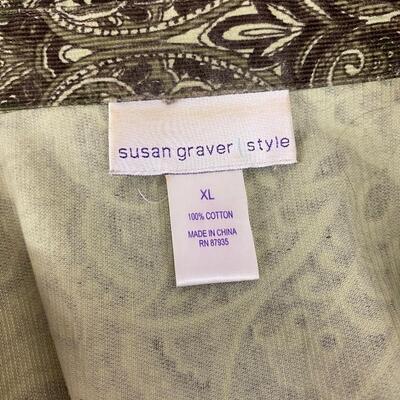 susan graver | style
XL
100% COTTON
MADE IN CHINA
RN 87935